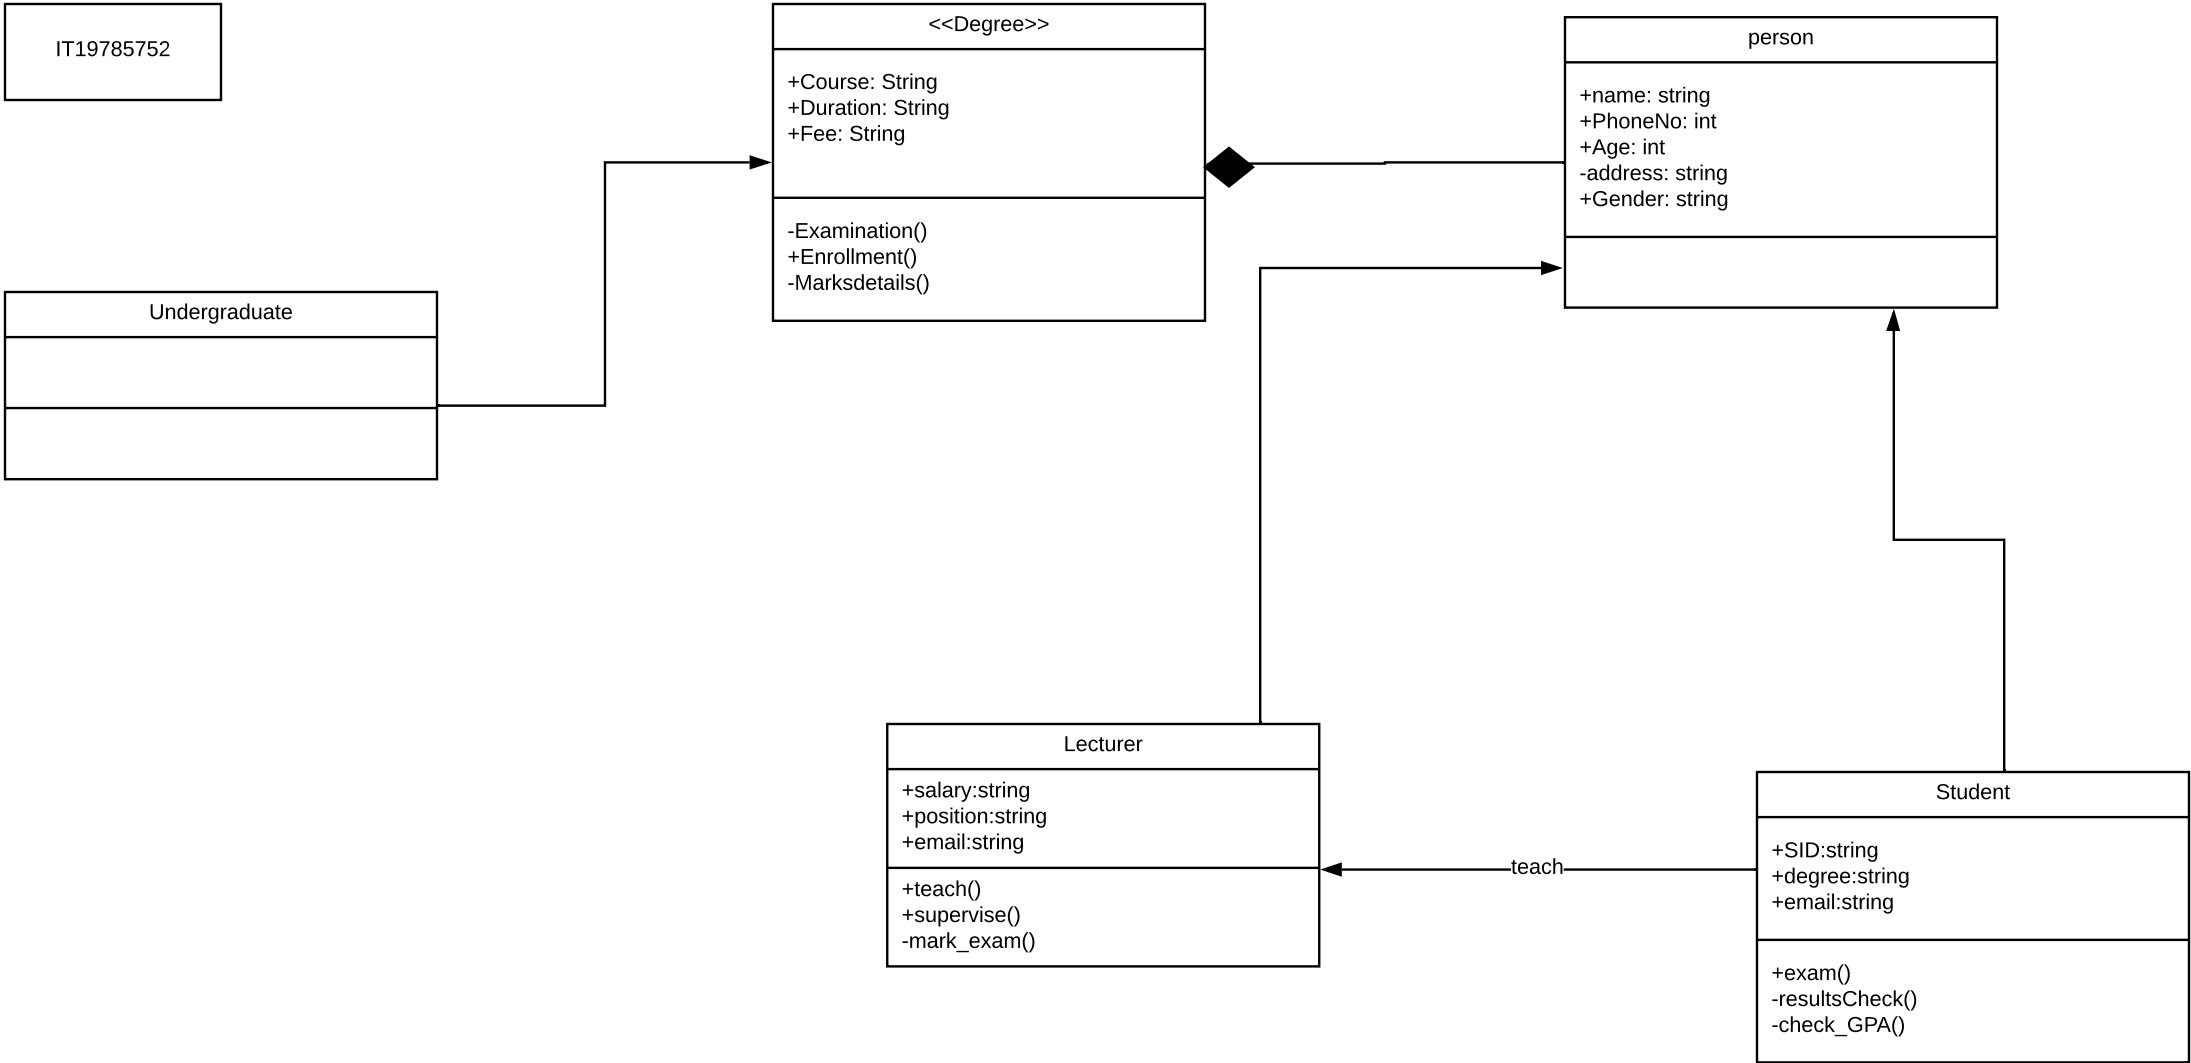 IT19785752
<<Degree>>
+Course: String
+Duration: String
+Fee: String
-Examination()
+Enrollment()
-Marksdetails()
person
+name: string
+PhoneNo: int
+Age: int
-address: string
+Gender: string
Undergraduate
Lecturer
+salary:string
+position:string
+email:string
+teach()
+supervise()
-mark_exam()
teach
Student
+SID:string
+degree:string
+email:string
+exam()
-resultsCheck()
-check_GPA()